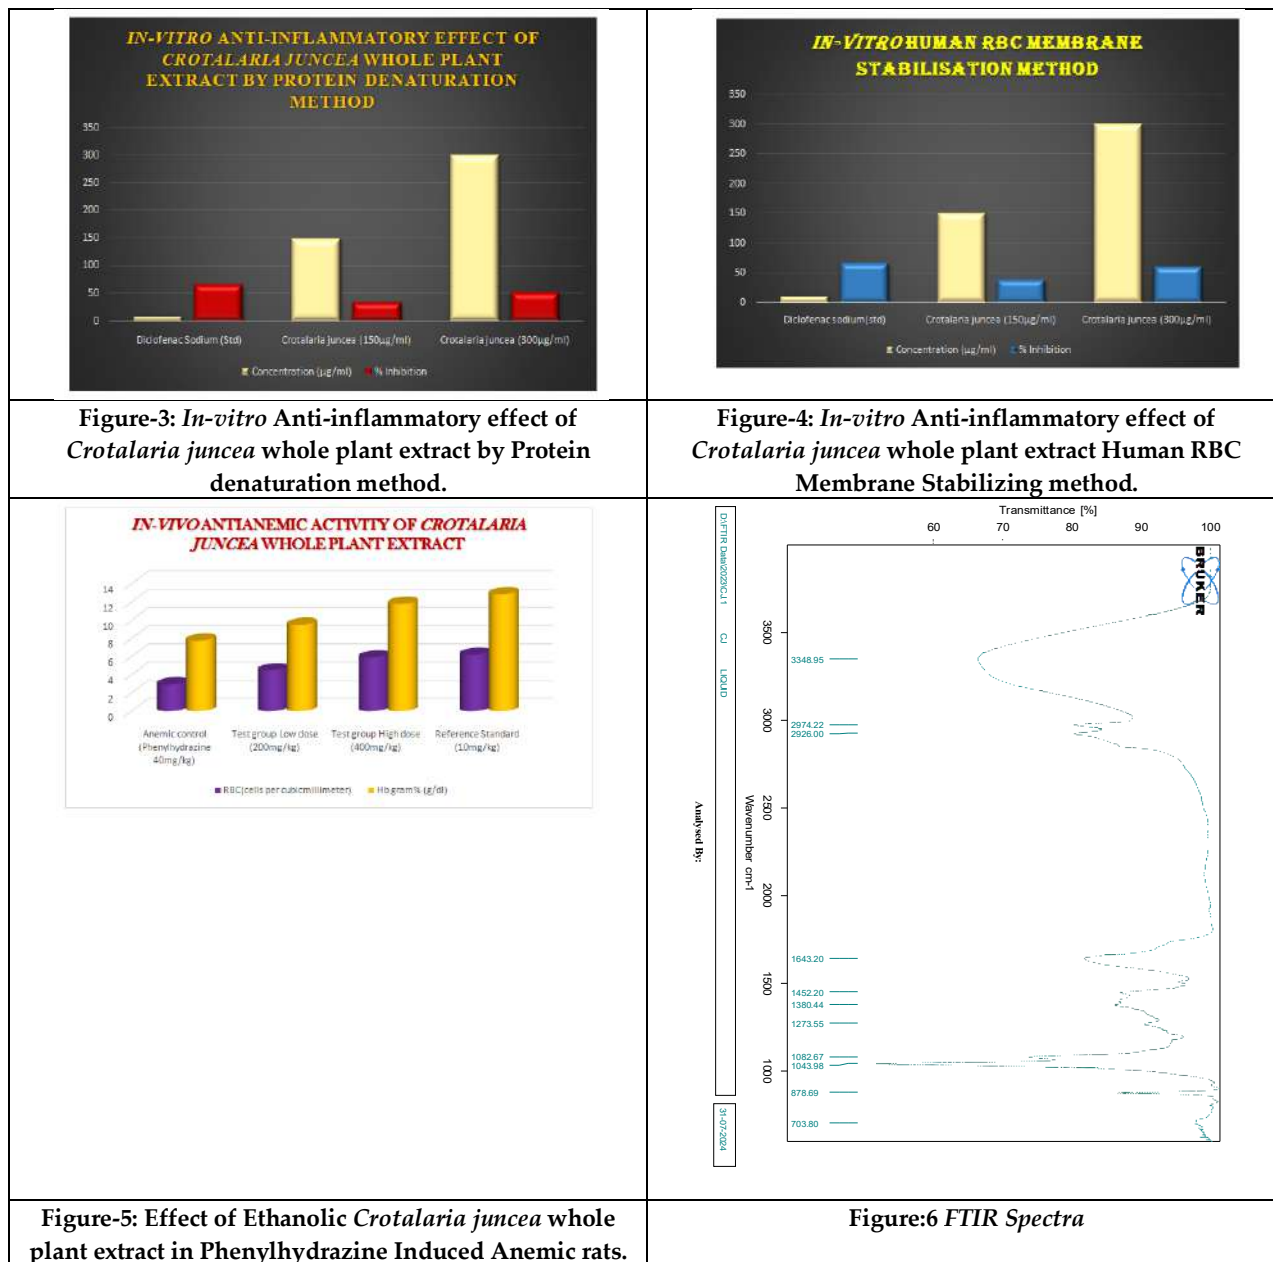 IN-VITRO ANTI-INFLAMMATORY EFFECT OF
CROTALARIA JUNCEA WHOLE PLANT
EXTRACT BY PROTEIN DENATURATION
METHOD
350
300
250
200
150
100
50
0
Diclofenac Sodium (Std)
Crotalaria juncea (150µg/ml)
Crotalaria juncea (300µg/ml)
Concentration (µg/ml)
% Inhibition
IN-VITRO HUMAN RBC MEMBRANE
STABILISATION METHOD
350
300
250
200
150
100
50
0
Diclofenac sodium(std)
Crotalaria juncea (150µg/ml)
Crotalaria juncea (300µg/ml)
Concentration (µg/ml)
% Inhibition
Figure-3: In-vitro Anti-inflammatory effect of
Crotalaria juncea whole plant extract by Protein
denaturation method.
Figure-4: In-vitro Anti-inflammatory effect of
Crotalaria juncea whole plant extract Human RBC
Membrane Stabilizing method.
IN-VIVO ANTIANEMIC ACTIVITY OF CROTALARIA
JUNCEA WHOLE PLANT EXTRACT
14
12
10
8
6
4
2
0
Anemic control
(Phenylhydrazine
40mg/kg)
Test group Low dose
(200mg/kg)
Test group High dose
(400mg/kg)
Reference Standard
(10mg/kg)
RBC(cells per cubicmillimeter)
Hb gram% (g/dl)
Transmittance [%]
60 70 80 90 100
BRUKER
D:\FTIR Data\2023\CJ.1 CJ LIQUID
31-07-2024
Analysed By:
Wavenumber cm-1
3500
3000
2500
2000
1500
1000
3348.95
2974.22
2926.00
1643.20
1452.20
1380.44
1273.55
1082.67
1043.98
878.69
703.80
Figure-5: Effect of Ethanolic Crotalaria juncea whole
plant extract in Phenylhydrazine Induced Anemic rats.
Figure:6 FTIR Spectra